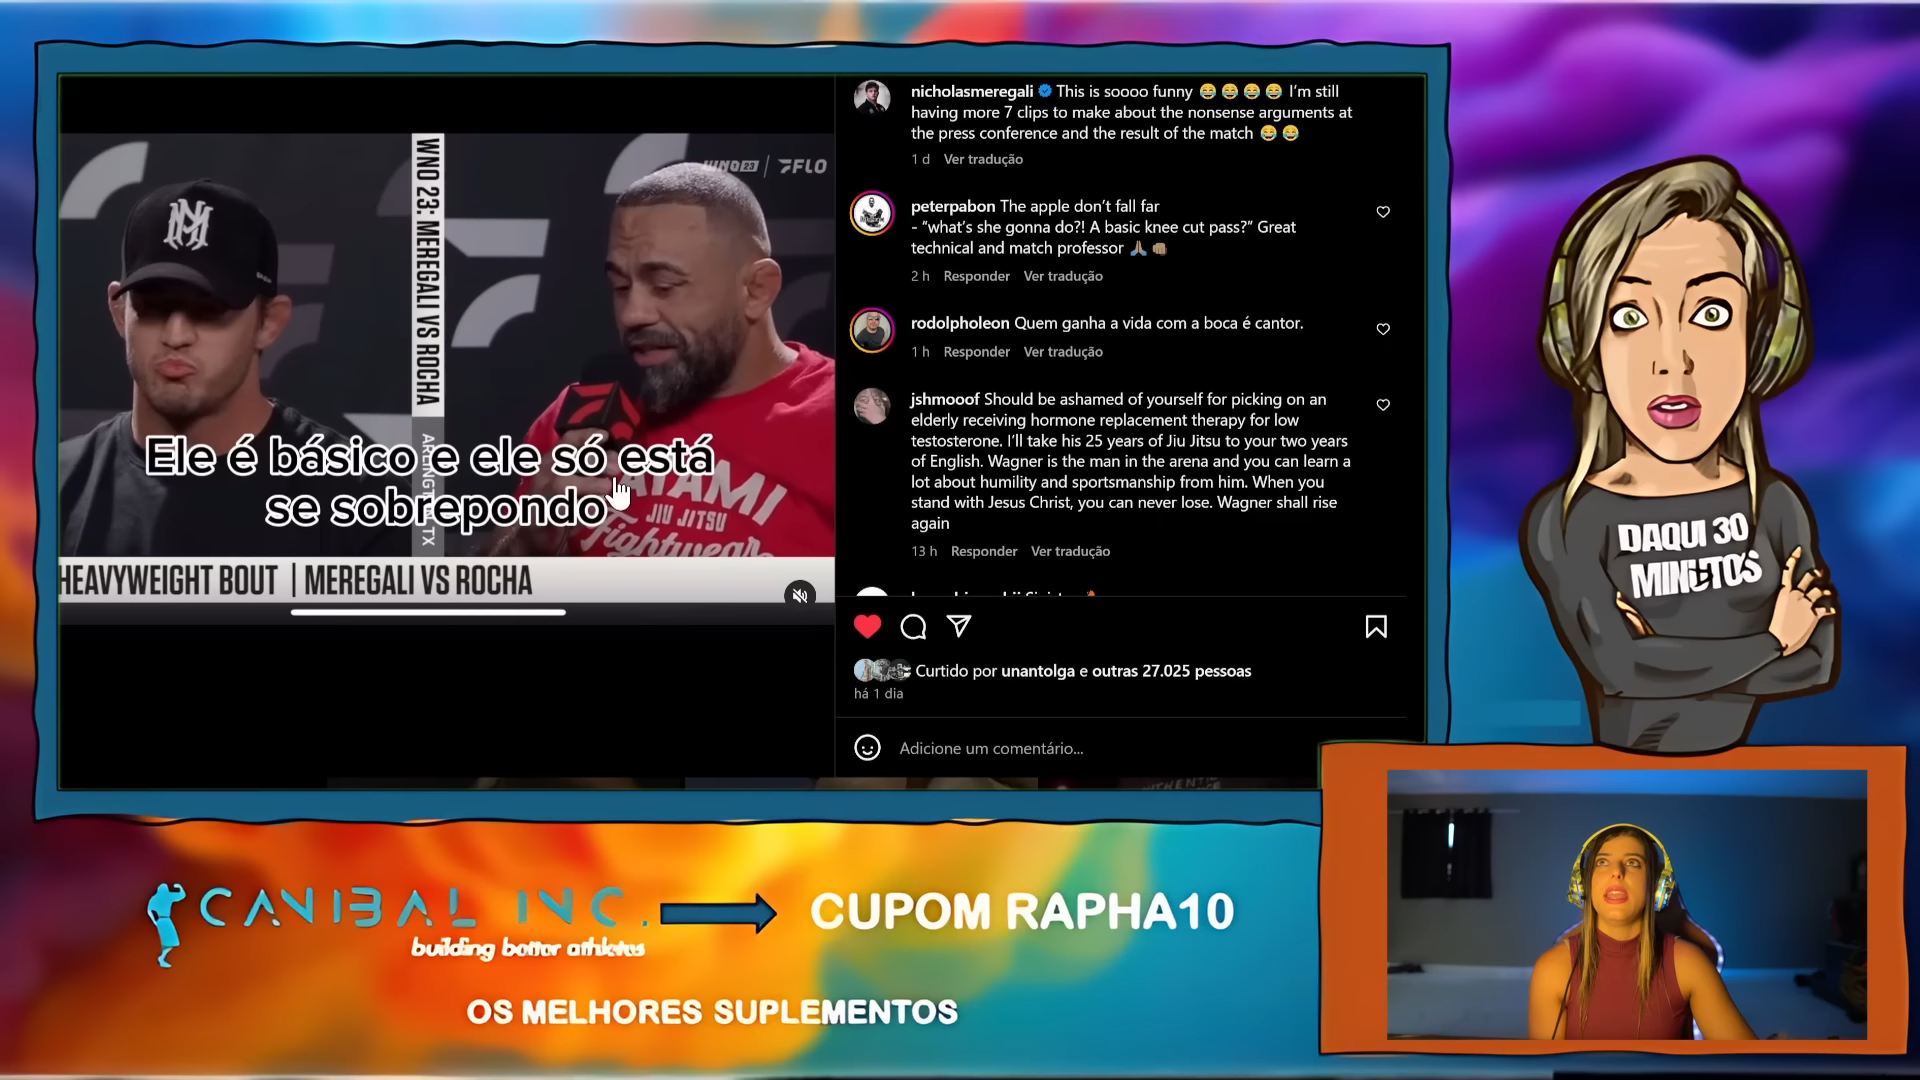 nicholasmeregali This is soooo funny 😂 😂 😂 😂 I'm still
having more 7 clips to make about the nonsense arguments at
the press conference and the result of the match 😂 😂
1 d Ver tradução
peterpabon The apple don't fall far
- "what's she gonna do?! A basic knee cut pass?" Great
technical and match professor 🙏🏽 👊🏽
2 h Responder Ver tradução
rodolpholeon Quem ganha a vida com a boca é cantor.
1 h Responder Ver tradução
jshmooof Should be ashamed of yourself for picking on an
elderly receiving hormone replacement therapy for low
testosterone. I'll take his 25 years of Jiu Jitsu to your two years
of English. Wagner is the man in the arena and you can learn a
lot about humility and sportsmanship from him. When you
stand with Jesus Christ, you can never lose. Wagner shall rise
again
13 h Responder Ver tradução
Curtido por unantolga e outras 27.025 pessoas
há 1 dia
Adicione um comentário...
WNO 23 | FLO
WNO 23: MEREGALI VS ROCHA
Ele é básico e ele só está
se sobrepondo
JIU JITSU
Fightwear
HEAVYWEIGHT BOUT | MEREGALI VS ROCHA
DAQUI 30
MINUTOS
CANIBAL INC.
building better athletes
CUPOM RAPHA10
OS MELHORES SUPLEMENTOS